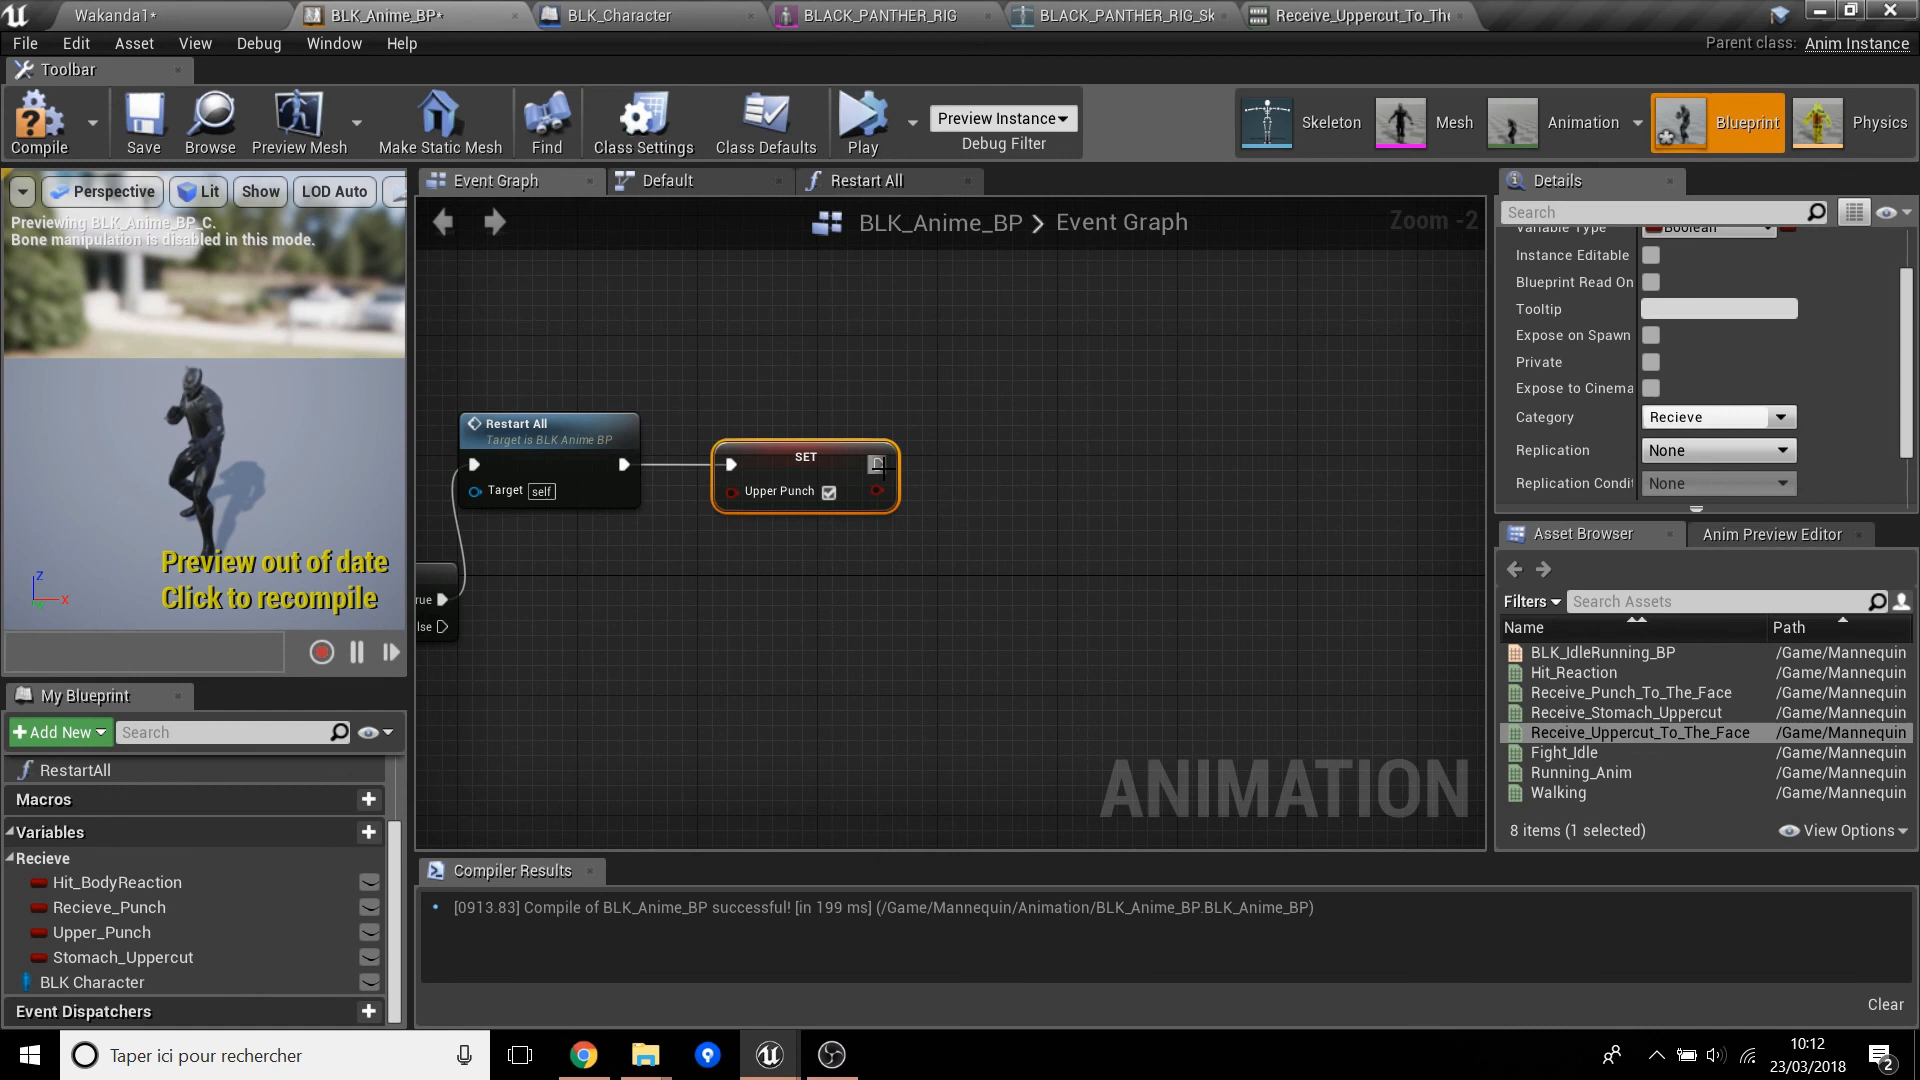 Wakanda1*
BLK_Anime_BP*
BLK_Character
BLACK_PANTHER_RIG
BLACK_PANTHER_RIG_Sk
Receive_Uppercut_To_The
File Edit Asset View Debug Window Help
Parent class: Anim Instance
Toolbar
Compile
Save
Browse
Preview Mesh
Make Static Mesh
Find
Class Settings
Class Defaults
Play
Preview Instance
Debug Filter
Skeleton
Mesh
Animation
Blueprint
Physics
Perspective
Lit
Show
LOD Auto
Previewing BLK_Anime_BP_C.
Bone manipulation is disabled in this mode.
Preview out of date
Click to recompile
Z
X
Event Graph
Default
Restart All
BLK_Anime_BP > Event Graph
Zoom -2
Restart All
Target is BLK Anime BP
Target self
SET
Upper Punch
rue
lse
ANIMATION
Details
Search
Variable Type Boolean
Instance Editable
Blueprint Read On
Tooltip
Expose on Spawn
Private
Expose to Cinema
Category Recieve
Replication None
Replication Condit None
Asset Browser
Anim Preview Editor
Filters
Search Assets
Name Path
BLK_IdleRunning_BP /Game/Mannequin
Hit_Reaction /Game/Mannequin
Receive_Punch_To_The_Face /Game/Mannequin
Receive_Stomach_Uppercut /Game/Mannequin
Receive_Uppercut_To_The_Face /Game/Mannequin
Fight_Idle /Game/Mannequin
Running_Anim /Game/Mannequin
Walking /Game/Mannequin
8 items (1 selected)
View Options
My Blueprint
Add New
Search
RestartAll
Macros
Variables
Recieve
Hit_BodyReaction
Recieve_Punch
Upper_Punch
Stomach_Uppercut
BLK Character
Event Dispatchers
Compiler Results
[0913.83] Compile of BLK_Anime_BP successful! [in 199 ms] (/Game/Mannequin/Animation/BLK_Anime_BP.BLK_Anime_BP)
Clear
Taper ici pour rechercher
10:12
23/03/2018
2